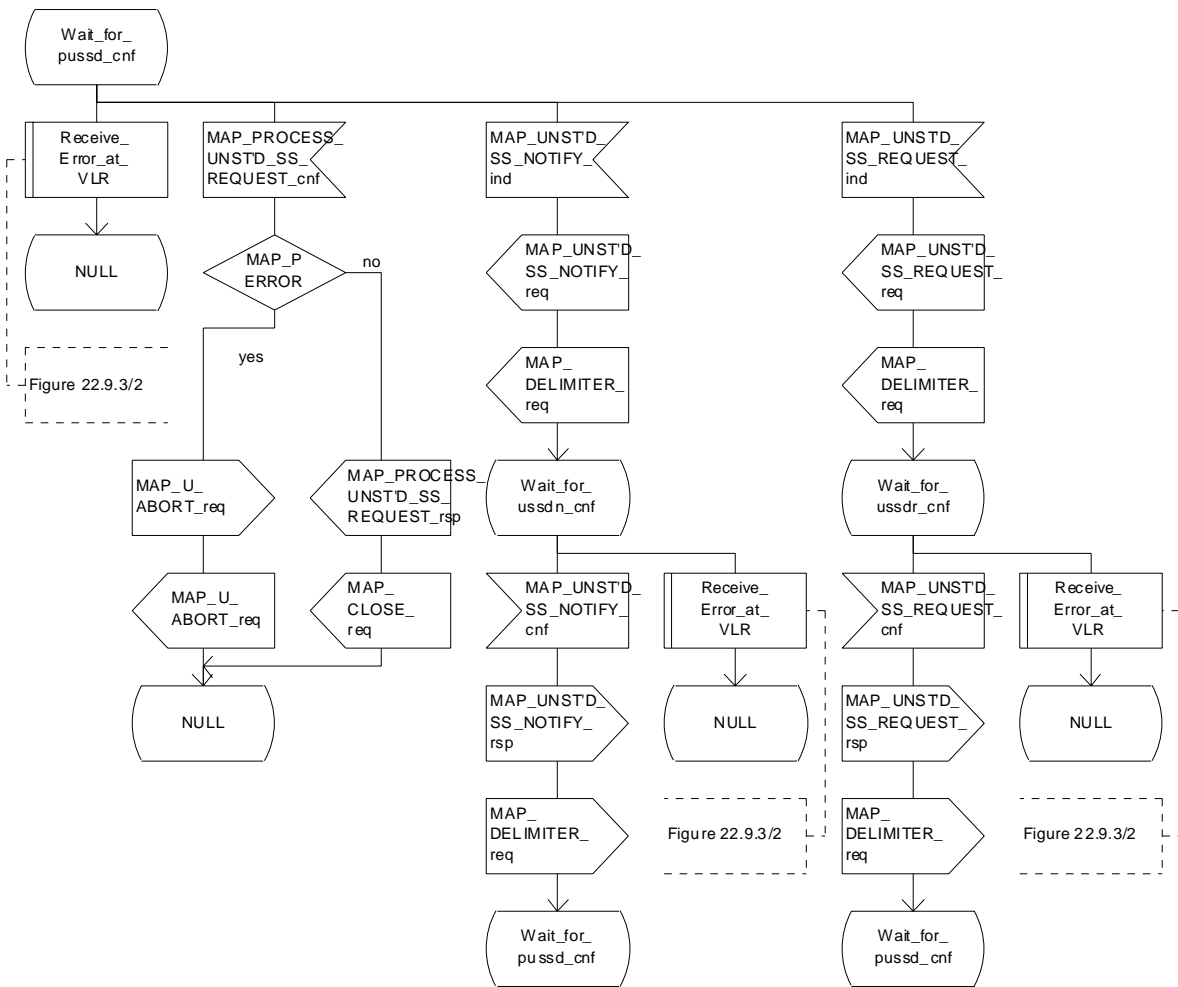 Wait_for_
pussd_cnf
Receive_
Error_at_
VLR
MAP_PROCESS_
UNST'D_SS_
REQUEST_cnf
MAP_UNST'D_
SS_NOTIFY_
ind
MAP_UNST'D_
SS_REQUEST_
ind
NULL
MAP_P
ERROR
no
MAP_UNST'D_
SS_NOTIFY_
req
MAP_UNST'D_
SS_REQUEST_
req
yes
Figure 22.9.3/2
MAP_
DELIMITER_
req
MAP_
DELIMITER_
req
MAP_U_
ABORT_req
MAP_PROCESS_
UNST'D_SS_
REQUEST_rsp
Wait_for_
ussdn_cnf
Wait_for_
ussdr_cnf
MAP_U_
ABORT_req
MAP_
CLOSE_
req
MAP_UNST'D_
SS_NOTIFY_
cnf
Receive_
Error_at_
VLR
MAP_UNST'D_
SS_REQUEST_
cnf
Receive_
Error_at_
VLR
NULL
MAP_UNST'D_
SS_NOTIFY_
rsp
NULL
MAP_UNST'D_
SS_REQUEST_
rsp
NULL
MAP_
DELIMITER_
req
Figure 22.9.3/2
MAP_
DELIMITER_
req
Figure 22.9.3/2
Wait_for_
pussd_cnf
Wait_for_
pussd_cnf